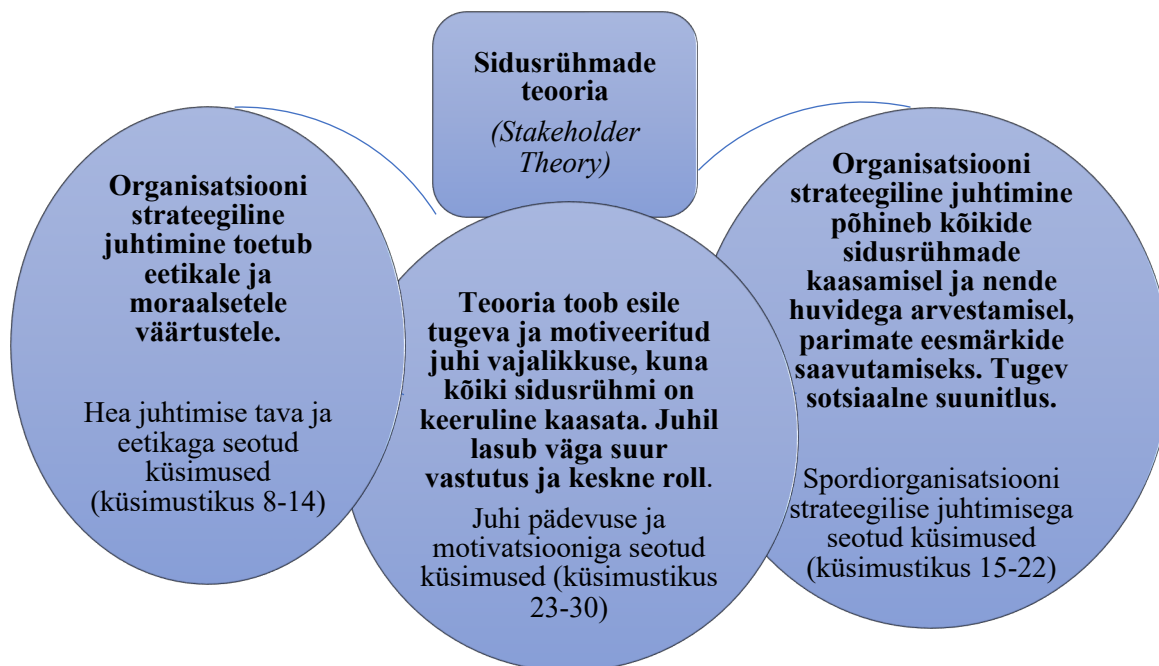 Sidusrühmade
teooria
(Stakeholder
Theory)
Organisatsiooni
strateegiline
juhtimine toetub
eetikale ja
moraalsetele
väärtustele.
Hea juhtimise tava ja
eetikaga seotud
küsimused
(küsimustikus 8-14)
Teooria toob esile
tugeva ja motiveeritud
juhi vajalikkuse, kuna
kõiki sidusrühmi on
keeruline kaasata. Juhil
lasub väga suur
vastutus ja keskne roll.
Juhi pädevuse ja
motivatsiooniga seotud
küsimused (küsimustikus
23-30)
Organisatsiooni
strateegiline juhtimine
põhineb kõikide
sidusrühmade
kaasamisel ja nende
huvidega arvestamisel,
parimate eesmärkide
saavutamiseks. Tugev
sotsiaalne suunitlus.
Spordiorganisatsiooni
strateegilise juhtimisega
seotud küsimused
(küsimustikus 15-22)